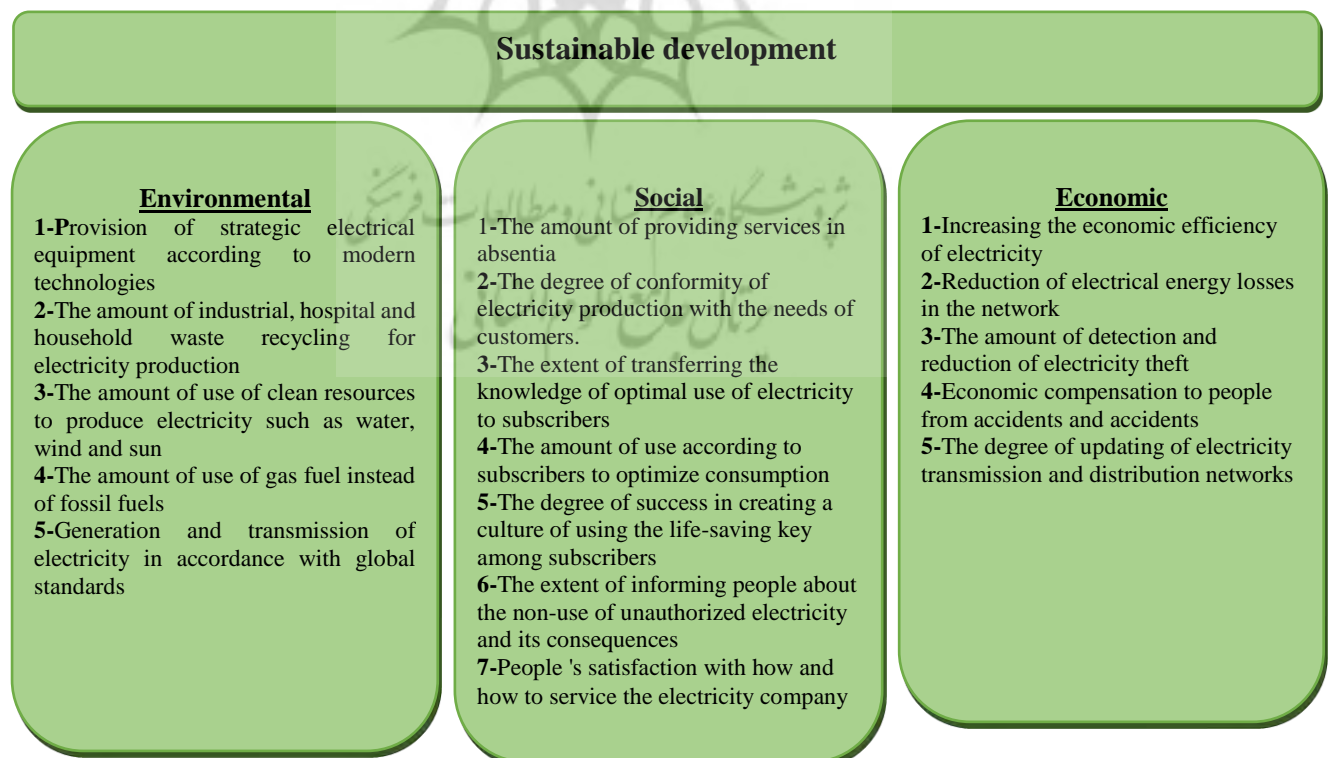 Sustainable development
Environmental
1-Provision of strategic electrical
equipment according to modern
technologies
2-The amount of industrial, hospital and
household waste recycling for
electricity production
3-The amount of use of clean resources
to produce electricity such as water,
wind and sun
4-The amount of use of gas fuel instead
of fossil fuels
5-Generation and transmission of
electricity in accordance with global
standards
Social
1-The amount of providing services in
absentia
2-The degree of conformity of
electricity production with the needs of
customers.
3-The extent of transferring the
knowledge of optimal use of electricity
to subscribers
4-The amount of use according to
subscribers to optimize consumption
5-The degree of success in creating a
culture of using the life-saving key
among subscribers
6-The extent of informing people about
the non-use of unauthorized electricity
and its consequences
7-People 's satisfaction with how and
how to service the electricity company
Economic
1-Increasing the economic efficiency
of electricity
2-Reduction of electrical energy losses
in the network
3-The amount of detection and
reduction of electricity theft
4-Economic compensation to people
from accidents and accidents
5-The degree of updating of electricity
transmission and distribution networks
پژوهشگاه علوم انسانی و مطالعات فرهنگی
پرتال جامع علوم انسانی